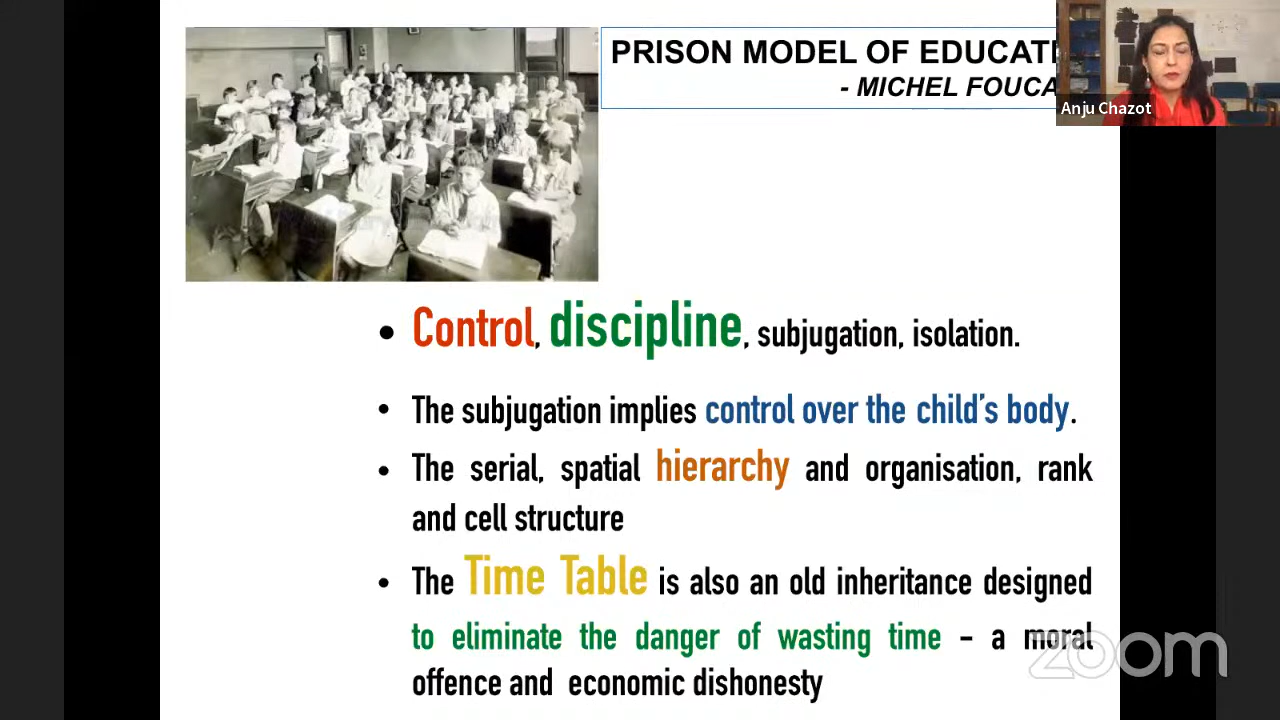 PRISON MODEL OF EDUCATI
- MICHEL FOUCA
Anju Chazot
• Control, discipline, subjugation, isolation.
• The subjugation implies control over the child's body.
• The serial, spatial hierarchy and organisation, rank
and cell structure
• The Time Table is also an old inheritance designed
to eliminate the danger of wasting time – a moral
offence and economic dishonesty
zoom